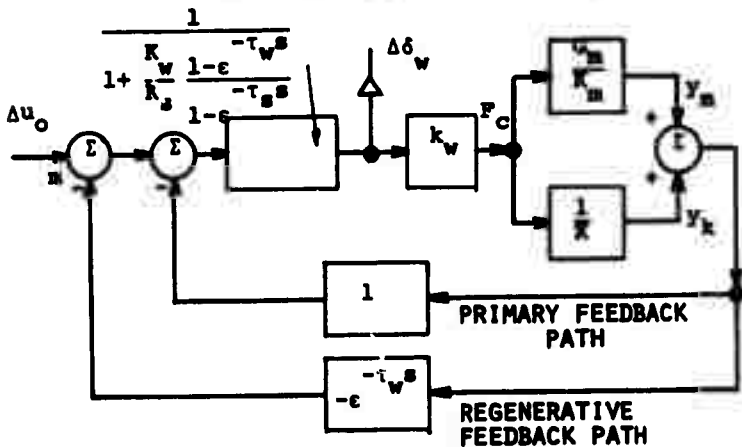 1
1+ K_w/k_s 1-ε^{-τ_w s}/1-ε^{-τ_s s}
Δδ_w
Δu_o
Σ
Σ
k_w
F_c
K_m
y_m
Σ
+
+
1
y_k
1
PRIMARY FEEDBACK
PATH
-ε^{-τ_w s}
REGENERATIVE
FEEDBACK PATH